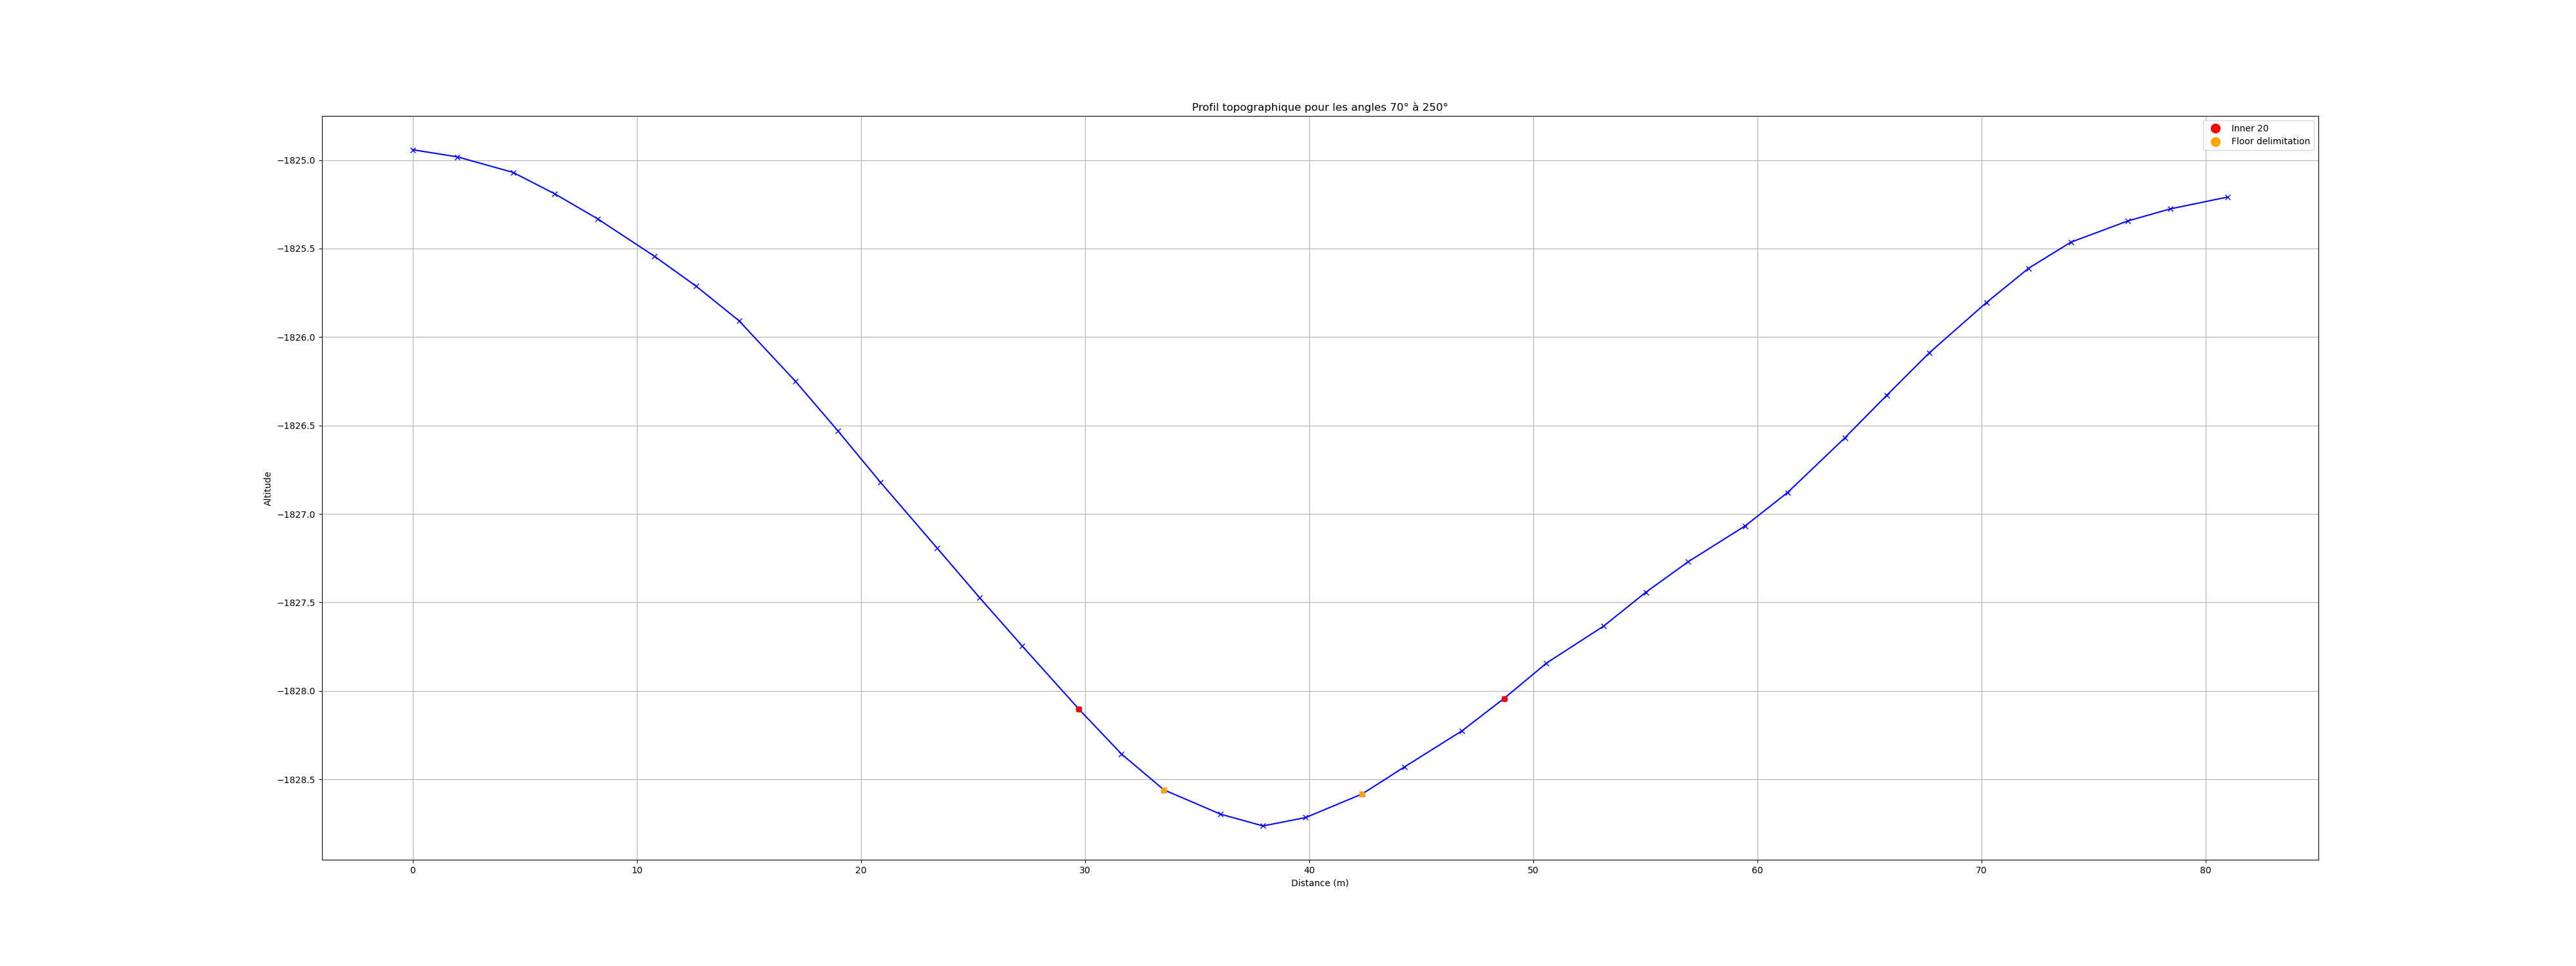 Profil topographique pour les angles 70° à 250°
Inner 20
Floor delimitation
−1825.0
−1825.5
−1826.0
−1826.5
−1827.0
−1827.5
−1828.0
−1828.5
Altitude
0 10 20 30 40 50 60 70 80
Distance (m)